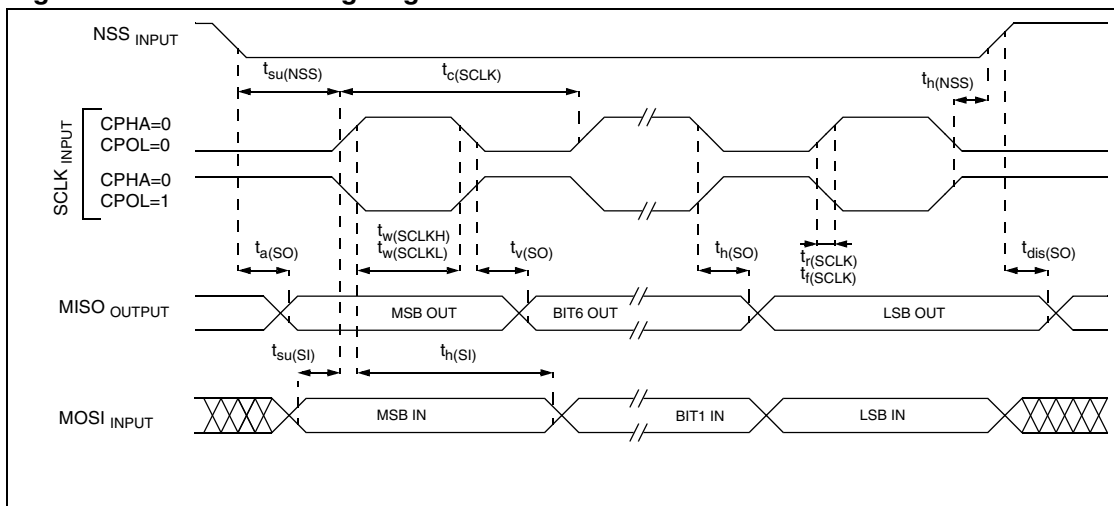 NSS INPUT
tsu(NSS)
tc(SCLK)
th(NSS)
SCLK INPUT
CPHA=0
CPOL=0
CPHA=0
CPOL=1
ta(SO)
tw(SCLKH)
tw(SCLKL)
tv(SO)
th(SO)
tr(SCLK)
tf(SCLK)
tdis(SO)
MISO OUTPUT
MSB OUT
BIT6 OUT
LSB OUT
tsu(SI)
th(SI)
MOSI INPUT
MSB IN
BIT1 IN
LSB IN